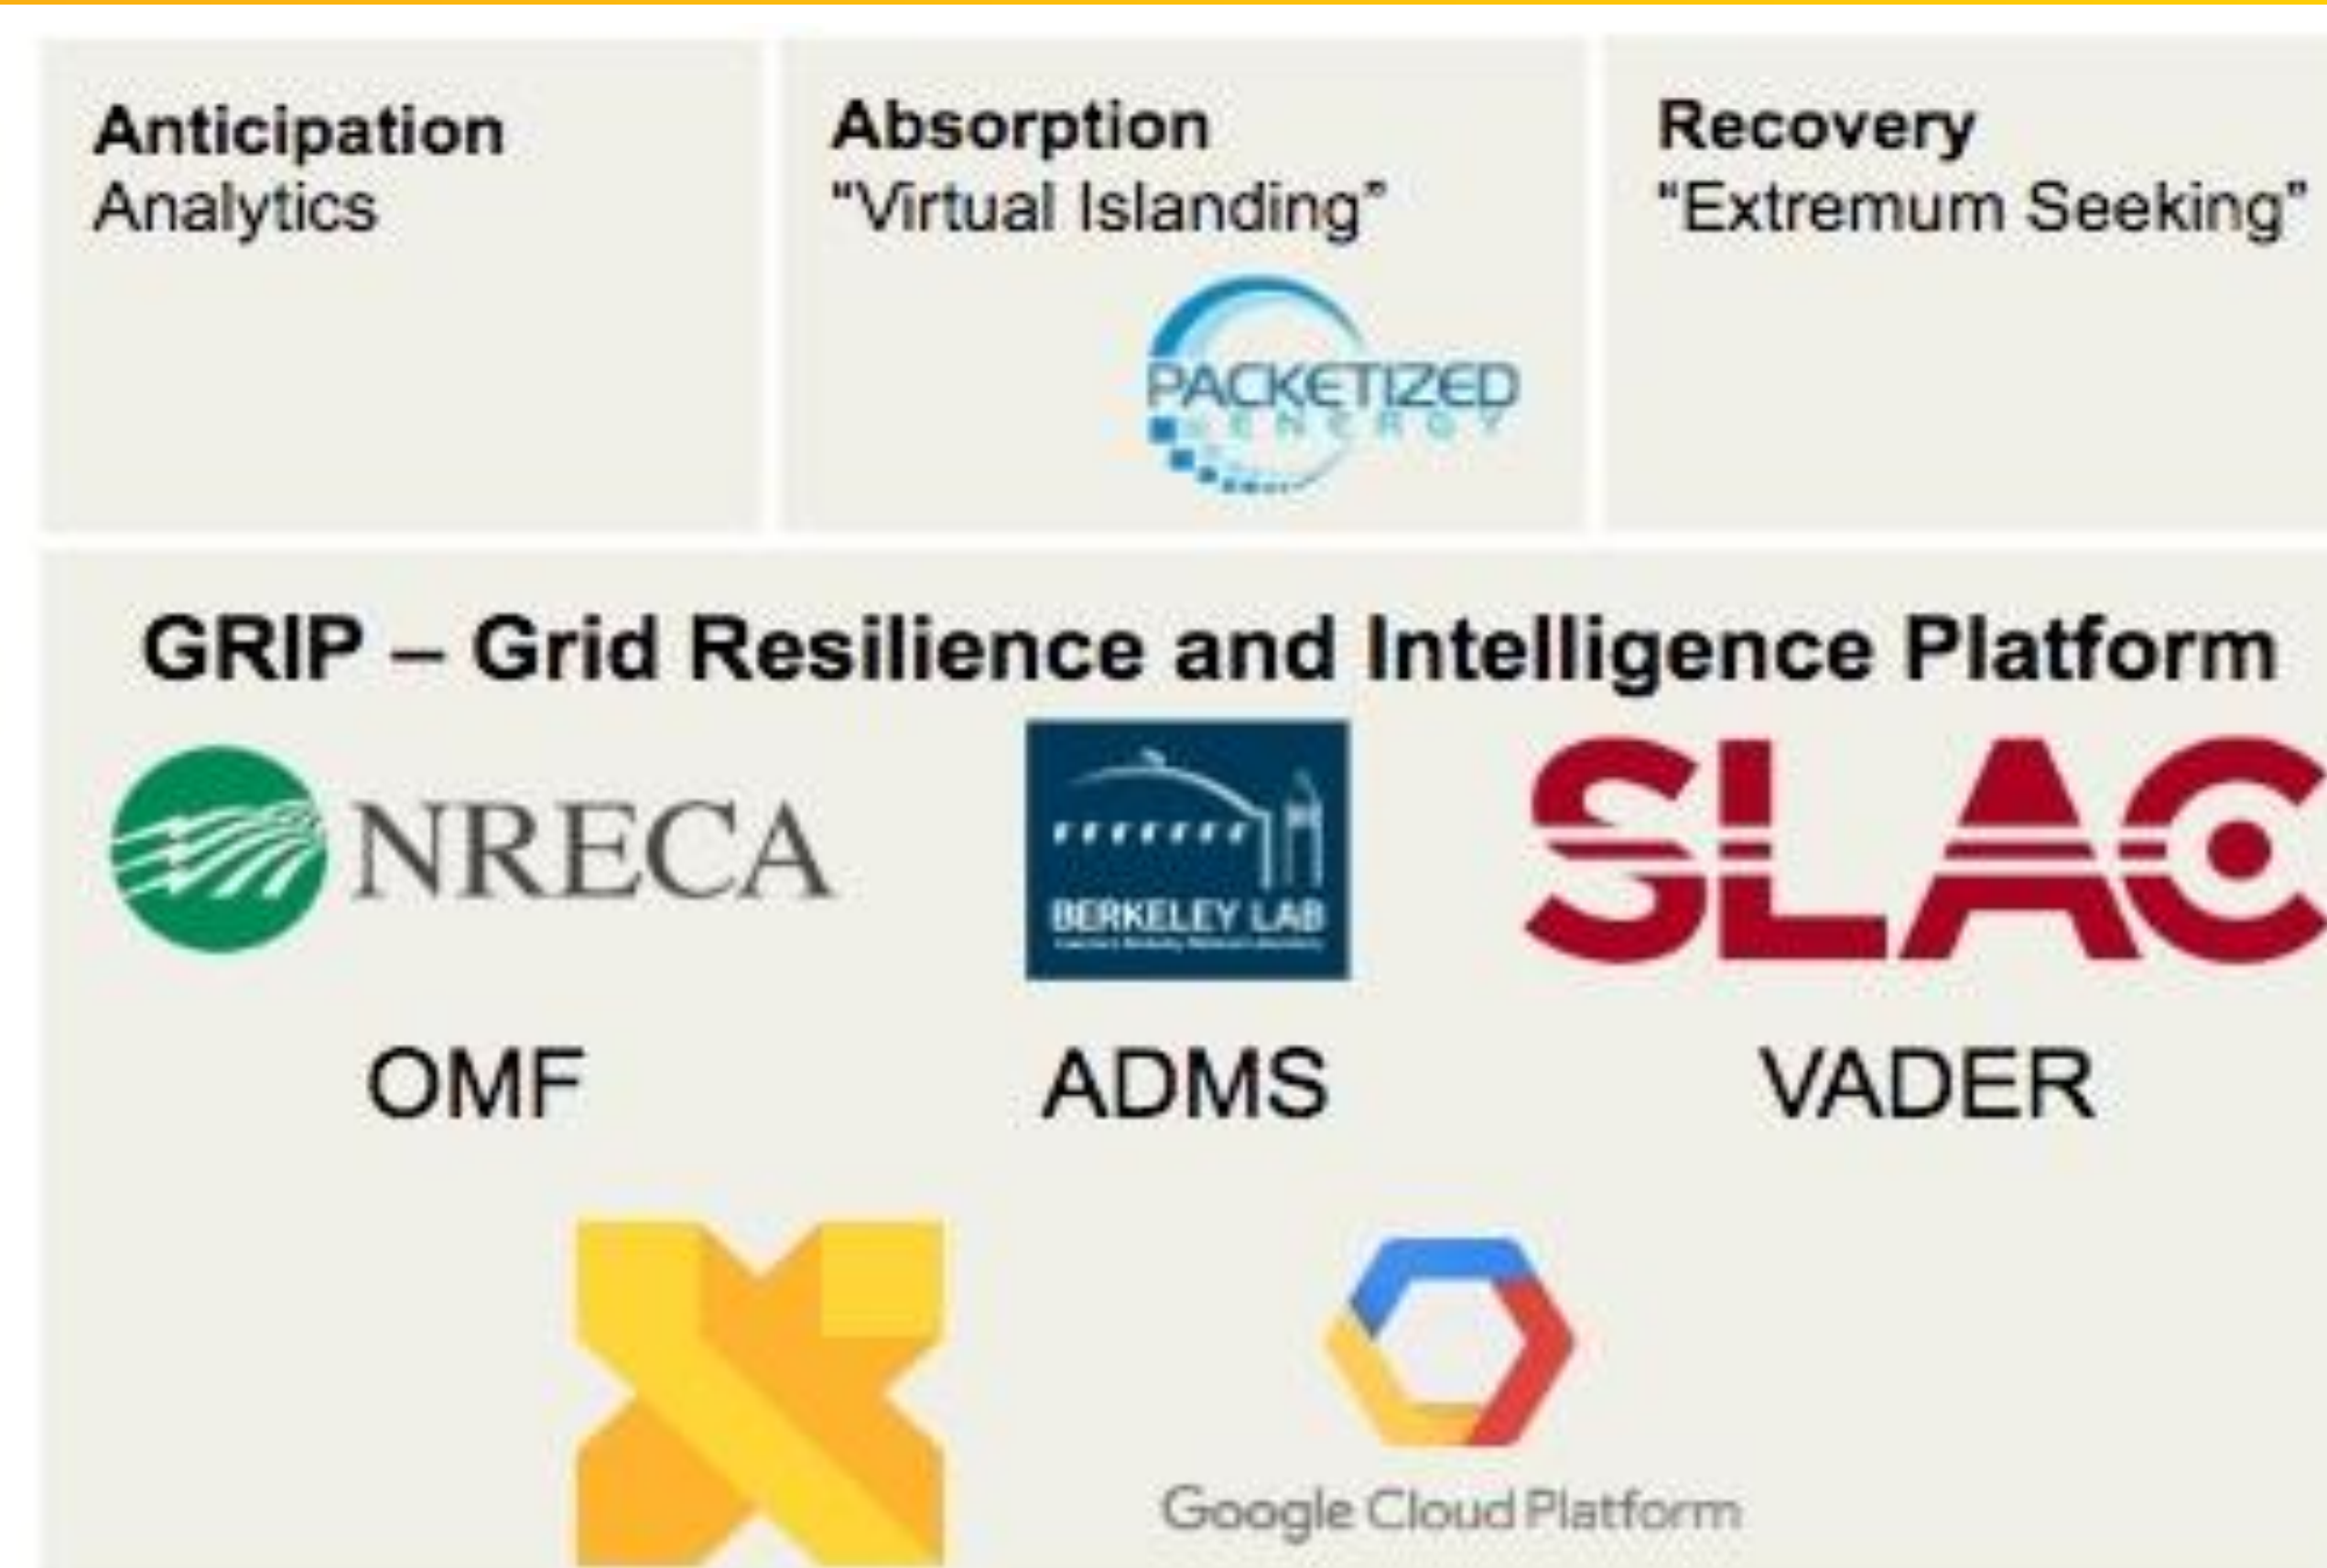 Anticipation
Analytics
Absorption
“Virtual Islanding”
PACKETIZED
ENERGY
Recovery
“Extremum Seeking”
GRIP – Grid Resilience and Intelligence Platform
NRECA
BERKELEY LAB
SLAC
OMF
ADMS
VADER
Google Cloud Platform